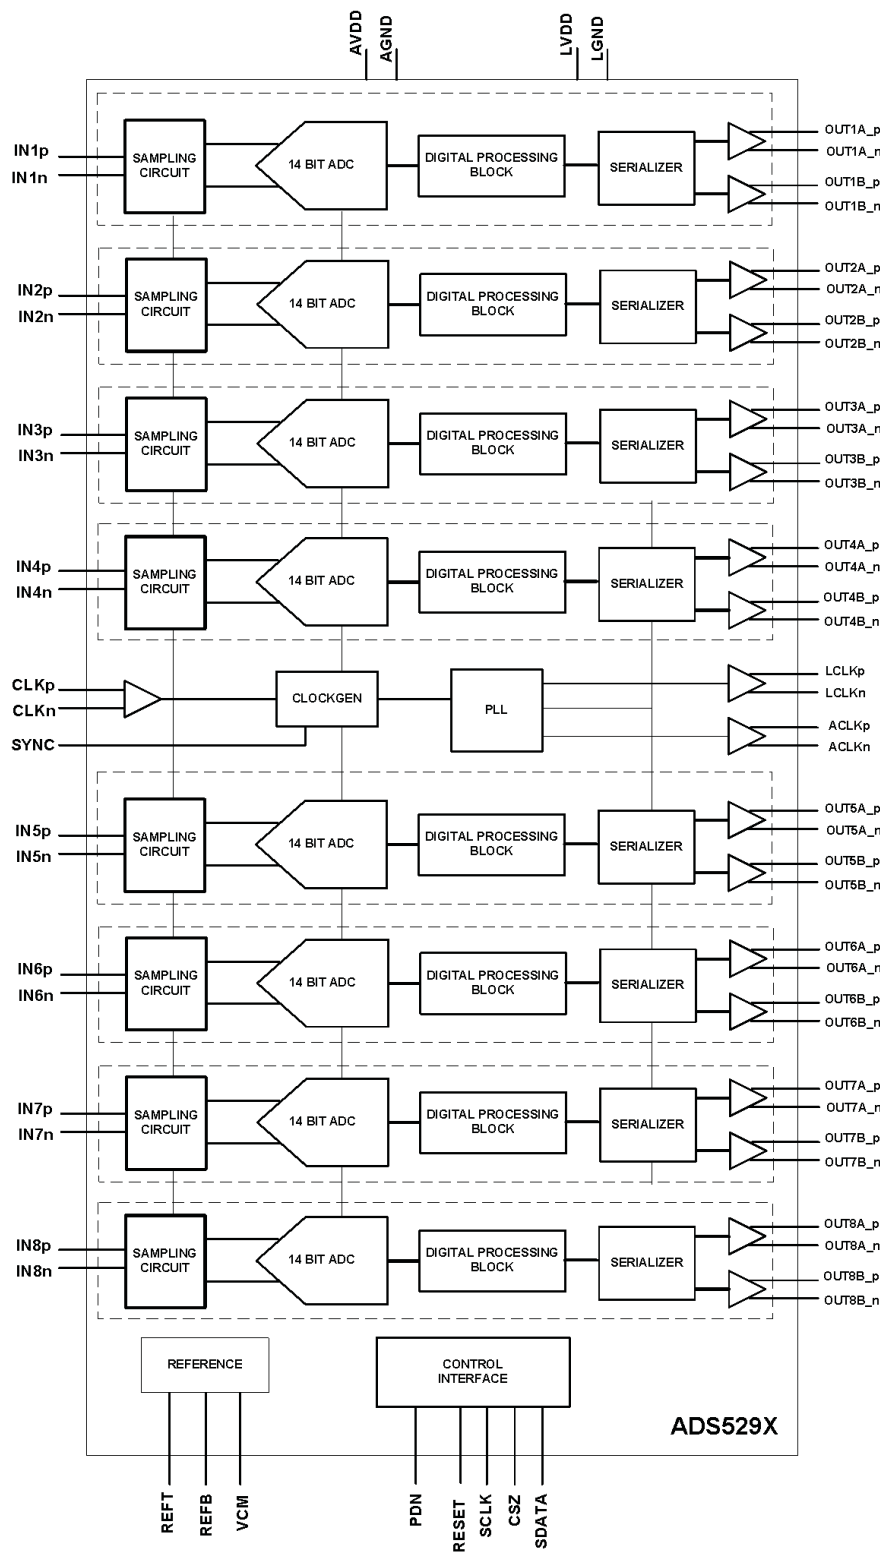 AVDD
AGND
LVDD
LGND
IN1p
IN1n
SAMPLING
CIRCUIT
14 BIT ADC
DIGITAL PROCESSING
BLOCK
SERIALIZER
OUT1A_p
OUT1A_n
OUT1B_p
OUT1B_n
IN2p
IN2n
SAMPLING
CIRCUIT
14 BIT ADC
DIGITAL PROCESSING
BLOCK
SERIALIZER
OUT2A_p
OUT2A_n
OUT2B_p
OUT2B_n
IN3p
IN3n
SAMPLING
CIRCUIT
14 BIT ADC
DIGITAL PROCESSING
BLOCK
SERIALIZER
OUT3A_p
OUT3A_n
OUT3B_p
OUT3B_n
IN4p
IN4n
SAMPLING
CIRCUIT
14 BIT ADC
DIGITAL PROCESSING
BLOCK
SERIALIZER
OUT4A_p
OUT4A_n
OUT4B_p
OUT4B_n
CLKp
CLKn
SYNC
CLOCKGEN
PLL
LCLKp
LCLKn
ACLKp
ACLKn
IN5p
IN5n
SAMPLING
CIRCUIT
14 BIT ADC
DIGITAL PROCESSING
BLOCK
SERIALIZER
OUT5A_p
OUT5A_n
OUT5B_p
OUT5B_n
IN6p
IN6n
SAMPLING
CIRCUIT
14 BIT ADC
DIGITAL PROCESSING
BLOCK
SERIALIZER
OUT6A_p
OUT6A_n
OUT6B_p
OUT6B_n
IN7p
IN7n
SAMPLING
CIRCUIT
14 BIT ADC
DIGITAL PROCESSING
BLOCK
SERIALIZER
OUT7A_p
OUT7A_n
OUT7B_p
OUT7B_n
IN8p
IN8n
SAMPLING
CIRCUIT
14 BIT ADC
DIGITAL PROCESSING
BLOCK
SERIALIZER
OUT8A_p
OUT8A_n
OUT8B_p
OUT8B_n
REFERENCE
CONTROL
INTERFACE
ADS529X
REFT
REFB
VCM
PDN
RESET
SCLK
CSZ
SDATA